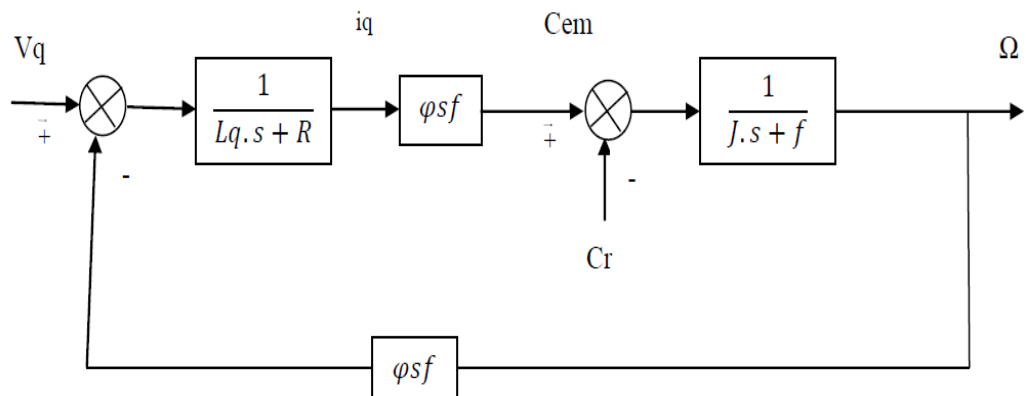 Vq
iq
Cem
Ω
+
-
1
Lq.s + R
φsf
+
-
1
J.s + f
Cr
φsf